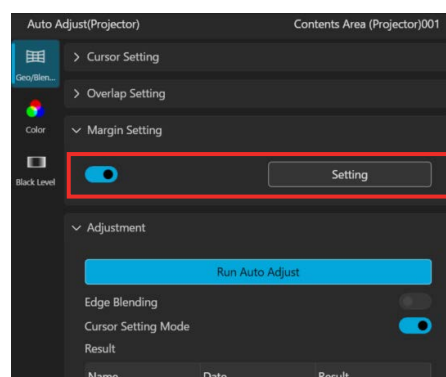 Auto Adjust(Projector) Contents Area (Projector)001
Geo/Blen...
Cursor Setting
Overlap Setting
Color
Margin Setting
Black Level
Setting
Adjustment
Run Auto Adjust
Edge Blending
Cursor Setting Mode
Result
Name Date Result